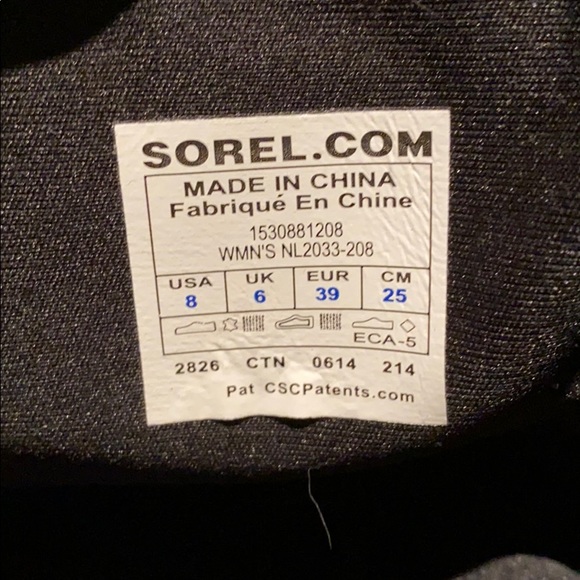 SOREL.COM
MADE IN CHINA
Fabriqué En Chine
1530881208
WMN'S NL2033-208
USA UK EUR CM
8 6 39 25
ECA-5
2826 CTN 0614 214
Pat CSCPatents.com